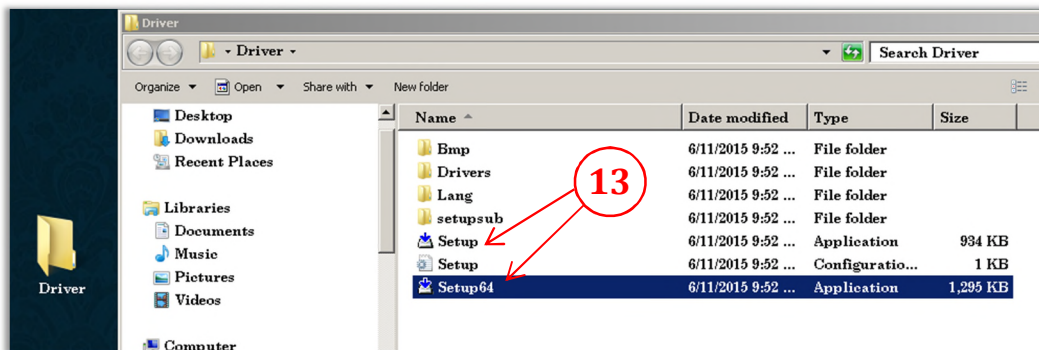 Driver
Driver
Search Driver
Organize Open Share with New folder
Desktop
Downloads
Recent Places
Libraries
Documents
Music
Pictures
Videos
Computer
Driver
Name Date modified Type Size
Bmp 6/11/2015 9:52 ... File folder
Drivers 6/11/2015 9:52 ... File folder
Lang 6/11/2015 9:52 ... File folder
setupsub 6/11/2015 9:52 ... File folder
Setup 6/11/2015 9:52 ... Application 934 KB
Setup 6/11/2015 9:52 ... Configuratio... 1 KB
Setup64 6/11/2015 9:52 ... Application 1,295 KB
13